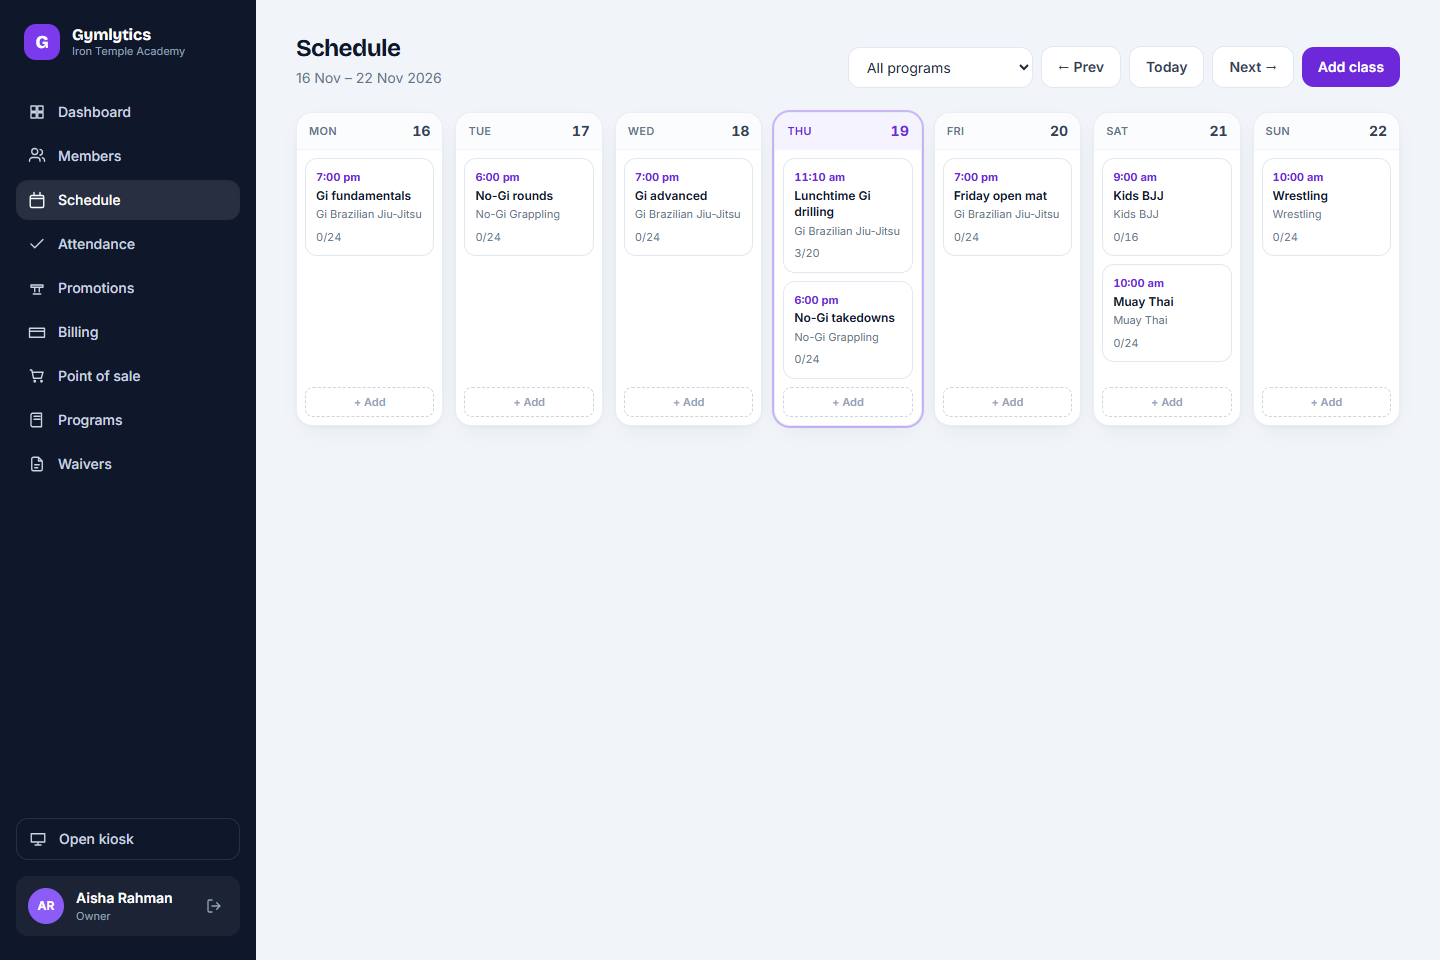 G
Gymlytics
Iron Temple Academy
Dashboard
Members
Schedule
Attendance
Promotions
Billing
Point of sale
Programs
Waivers
Open kiosk
AR
Aisha Rahman
Owner
Schedule
16 Nov – 22 Nov 2026
All programs
← Prev
Today
Next →
Add class
MON 16
7:00 pm
Gi fundamentals
Gi Brazilian Jiu-Jitsu
0/24
+ Add
TUE 17
6:00 pm
No-Gi rounds
No-Gi Grappling
0/24
+ Add
WED 18
7:00 pm
Gi advanced
Gi Brazilian Jiu-Jitsu
0/24
+ Add
THU 19
11:10 am
Lunchtime Gi
drilling
Gi Brazilian Jiu-Jitsu
3/20
6:00 pm
No-Gi takedowns
No-Gi Grappling
0/24
+ Add
FRI 20
7:00 pm
Friday open mat
Gi Brazilian Jiu-Jitsu
0/24
+ Add
SAT 21
9:00 am
Kids BJJ
Kids BJJ
0/16
10:00 am
Muay Thai
Muay Thai
0/24
+ Add
SUN 22
10:00 am
Wrestling
Wrestling
0/24
+ Add